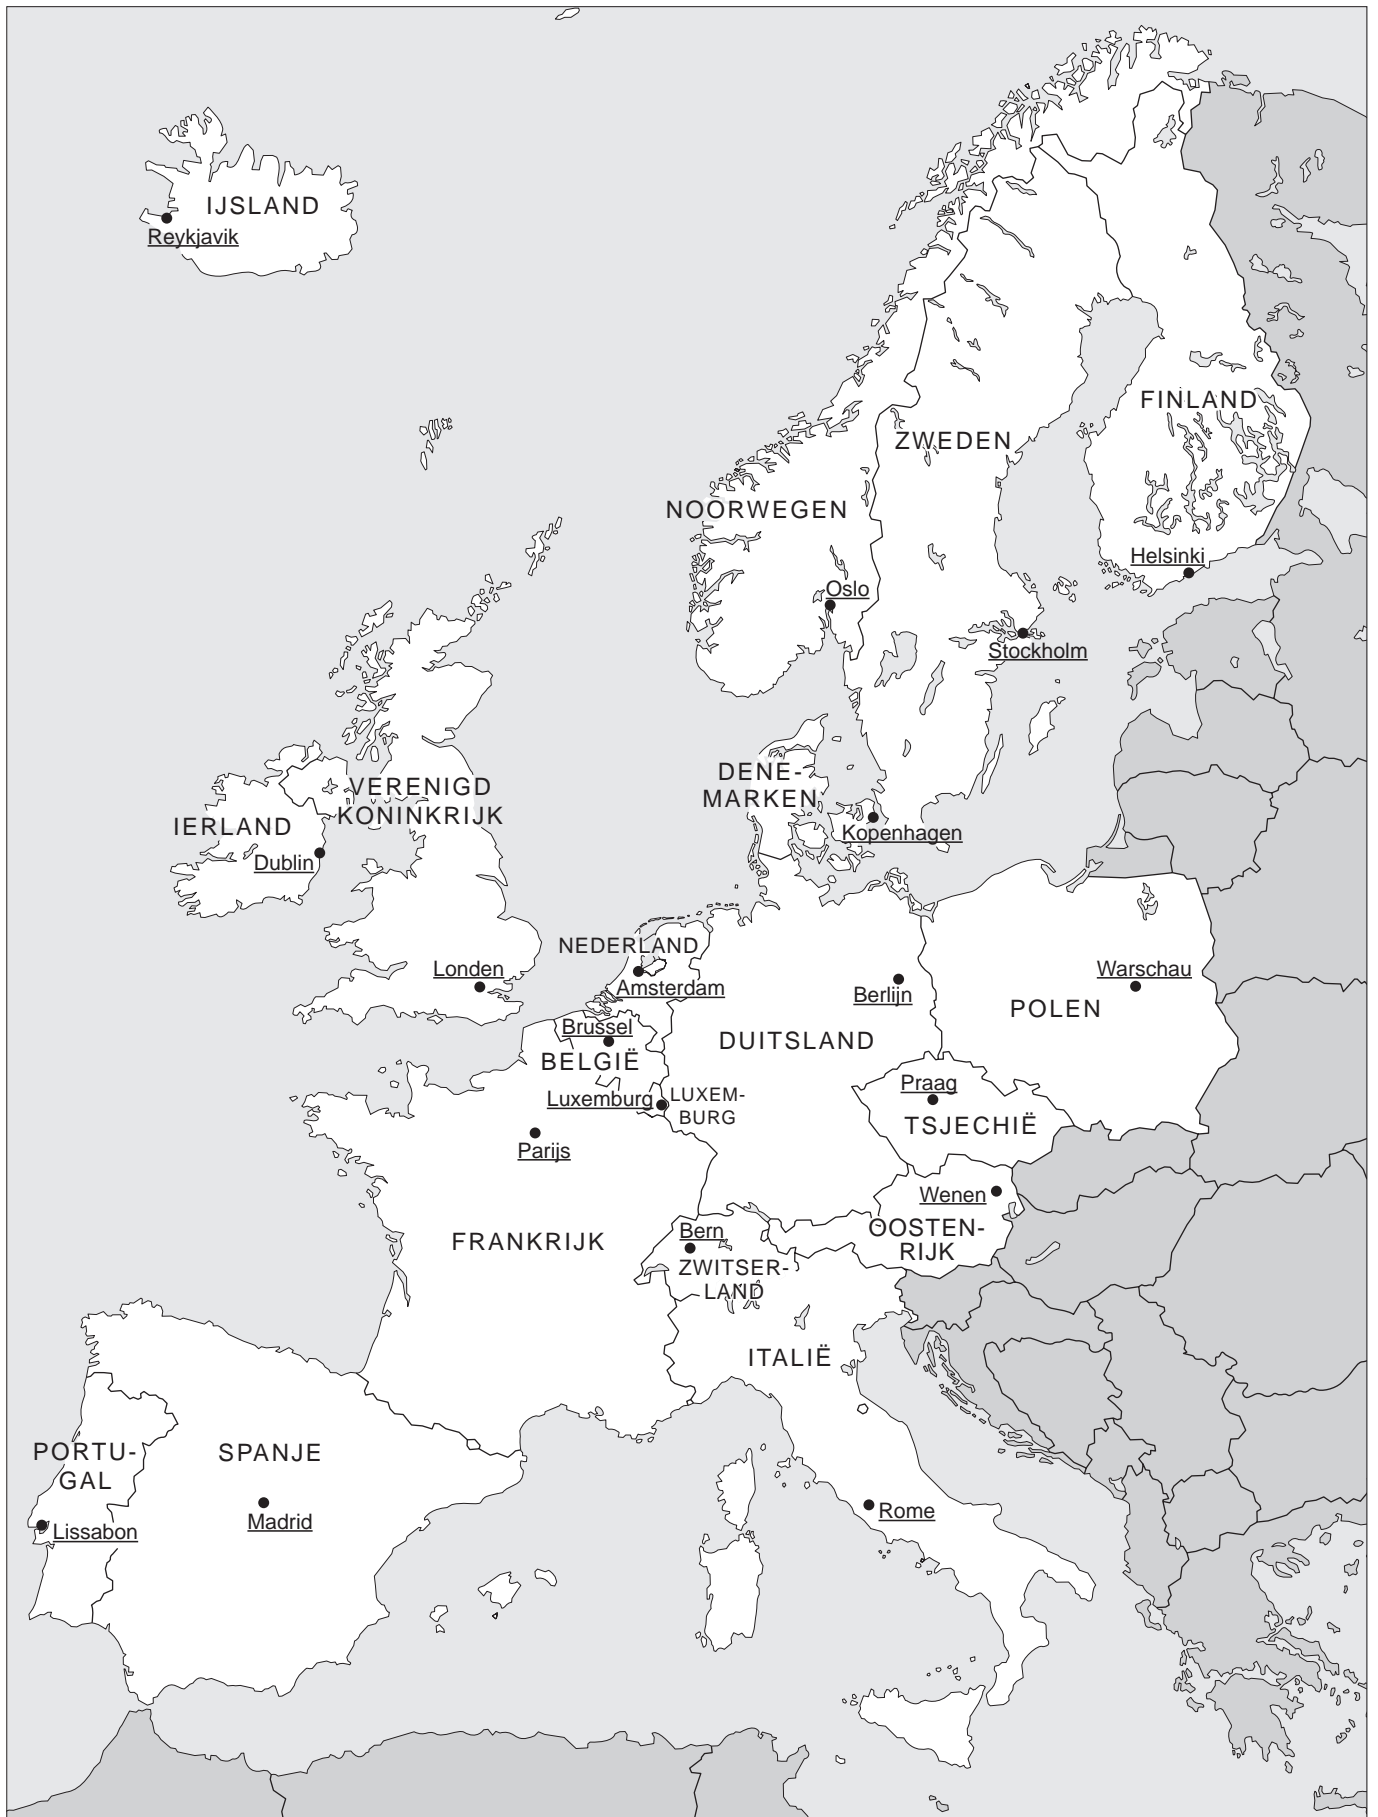 IJSLAND
Reykjavik
FINLAND
ZWEDEN
NOORWEGEN
Helsinki
Oslo
Stockholm
DENE-
MARKEN
VERENIGD
KONINKRIJK
IERLAND
Kopenhagen
Dublin
NEDERLAND
Londen
Amsterdam
Berlijn
Warschau
POLEN
Brussel
DUITSLAND
BELGIË
Praag
Luxemburg
LUXEM-
BURG
TSJECHIË
Parijs
Wenen
OOSTEN-
RIJK
FRANKRIJK
Bern
ZWITSER-
LAND
ITALIË
PORTU-
GAL
SPANJE
Rome
Madrid
Lissabon